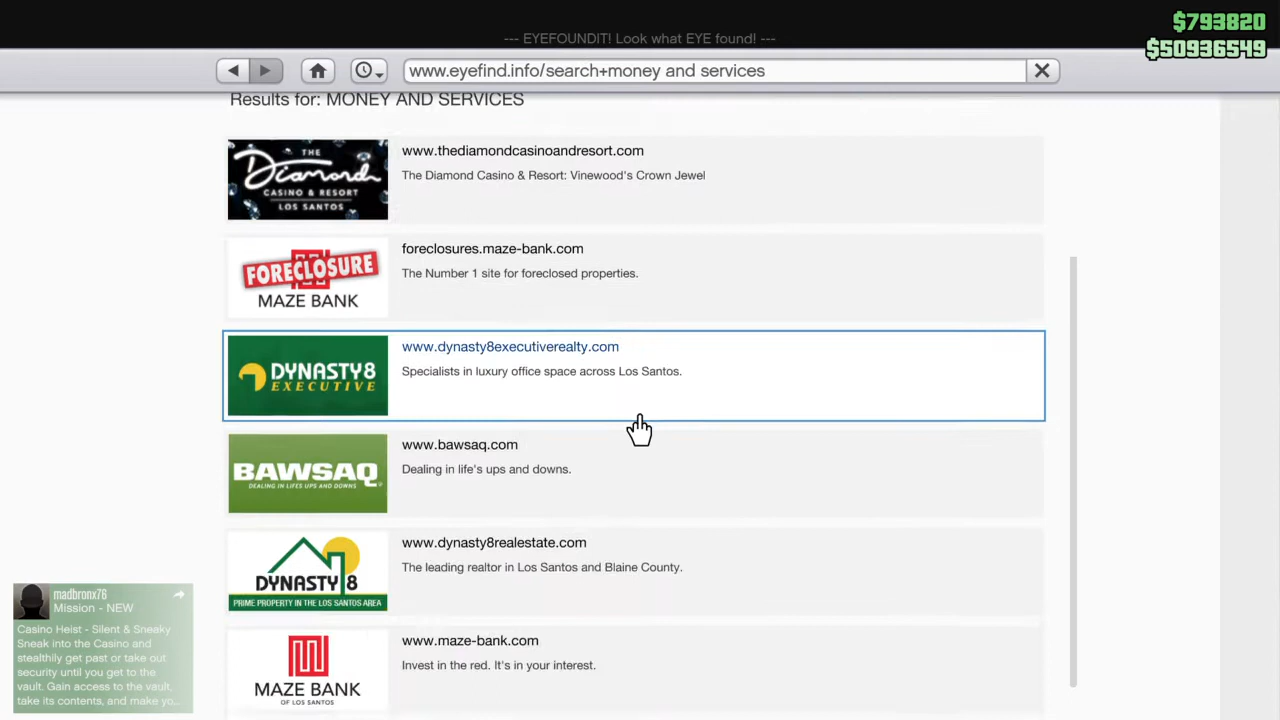 $793820
$50936549
--- EYEFOUNDIT! Look what EYE found! ---
www.eyefind.info/search+money and services
Results for: MONEY AND SERVICES
THE
Diamond
CASINO & RESORT
LOS SANTOS
www.thediamondcasinoandresort.com
The Diamond Casino & Resort: Vinewood's Crown Jewel
FORECLOSURE
MAZE BANK
foreclosures.maze-bank.com
The Number 1 site for foreclosed properties.
DYNASTY8
EXECUTIVE
www.dynasty8executiverealty.com
Specialists in luxury office space across Los Santos.
BAWSAQ
DEALING IN LIFES UPS AND DOWNS
www.bawsaq.com
Dealing in life's ups and downs.
DYNASTY 8
PRIME PROPERTY IN THE LOS SANTOS AREA
www.dynasty8realestate.com
The leading realtor in Los Santos and Blaine County.
MAZE BANK
OF LOS SANTOS
www.maze-bank.com
Invest in the red. It's in your interest.
madbronx76
Mission - NEW
Casino Heist - Silent & Sneaky
Sneak into the Casino and
stealthily get past or take out
security until you get to the
vault. Gain access to the vault,
take its contents, and make yo...